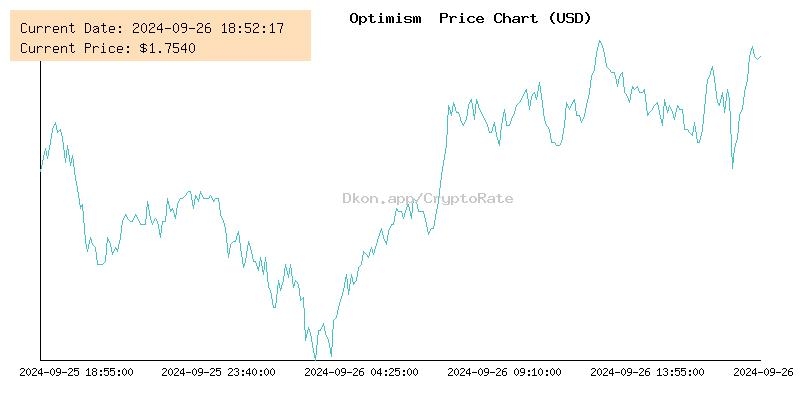 Optimism Price Chart (USD)
Current Date: 2024-09-26 18:52:17
Current Price: $1.7540
Dkon.app/CryptoRate
2024-09-25 18:55:00 2024-09-25 23:40:00 2024-09-26 04:25:00 2024-09-26 09:10:00 2024-09-26 13:55:00 2024-09-26